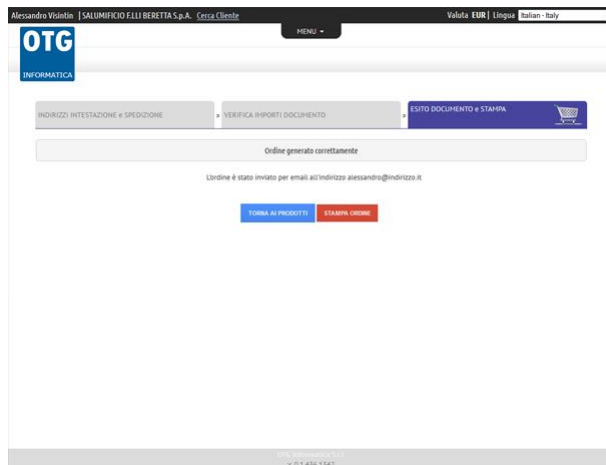 Alessandro Visintin | SALUMIFICIO F.LLI BERETTA S.p.A. Cerca Cliente Valuta EUR | Lingua Italian - Italy
MENU
OTG
INFORMATICA
INDIRIZZI INTESTAZIONE e SPEDIZIONE » VERIFICA IMPORTI DOCUMENTO » ESITO DOCUMENTO e STAMPA
Ordine generato correttamente
L'ordine è stato inviato per email all'indirizzo alessandro@indirizzo.it
TORNA AI PRODOTTI STAMPA ORDINE
OTG Informatica S.r.l.